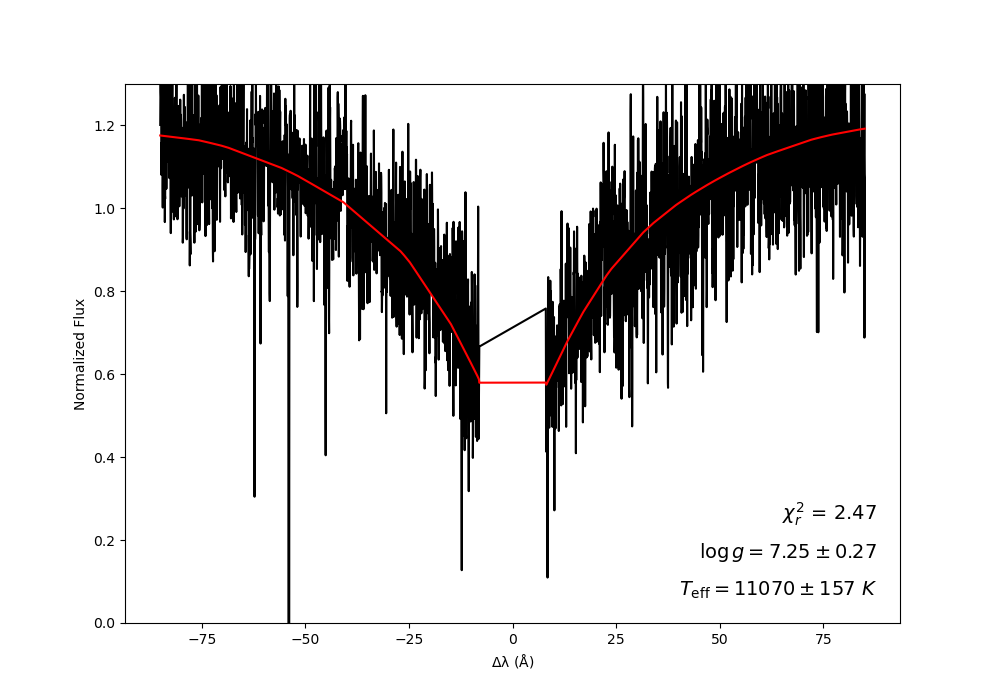 1.2
1.0
0.8
0.6
0.4
0.2
0.0
Normalized Flux
χ²ᵣ = 2.47
log g = 7.25 ± 0.27
T_eff = 11070 ± 157 K
−75 −50 −25 0 25 50 75
Δλ (Å)